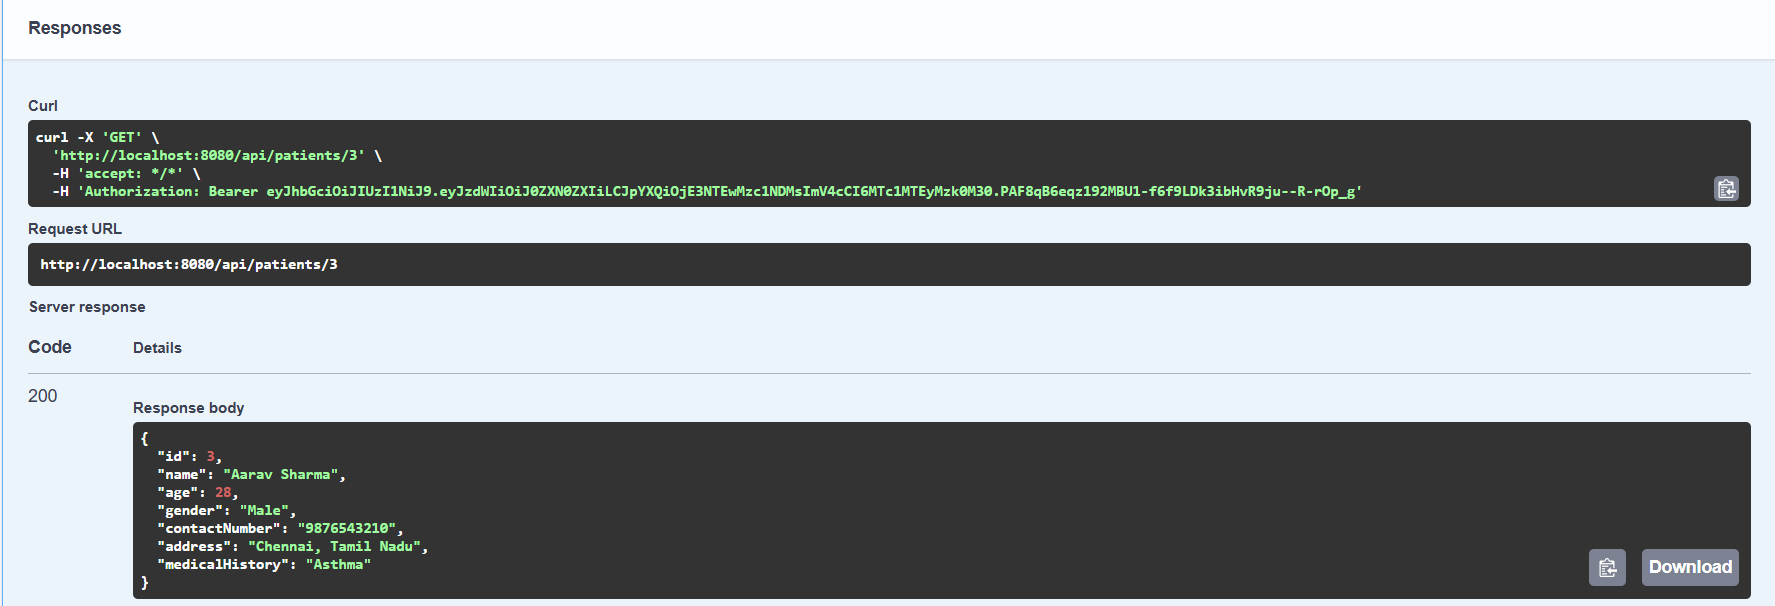 Responses
Curl
curl -X 'GET' \
  'http://localhost:8080/api/patients/3' \
  -H 'accept: */*' \
  -H 'Authorization: Bearer eyJhbGciOiJIUzI1NiJ9.eyJzdWIiOiJ0ZXN0ZXIiLCJpYXQiOjE3NTEwMzc1NDMsImV4cCI6MTc1MTEyMzk0M30.PAF8qB6eqz192MBU1-f6f9LDk3ibHvR9ju--R-rOp_g'
Request URL
http://localhost:8080/api/patients/3
Server response
Code Details
200
Response body
{
  "id": 3,
  "name": "Aarav Sharma",
  "age": 28,
  "gender": "Male",
  "contactNumber": "9876543210",
  "address": "Chennai, Tamil Nadu",
  "medicalHistory": "Asthma"
}
Download